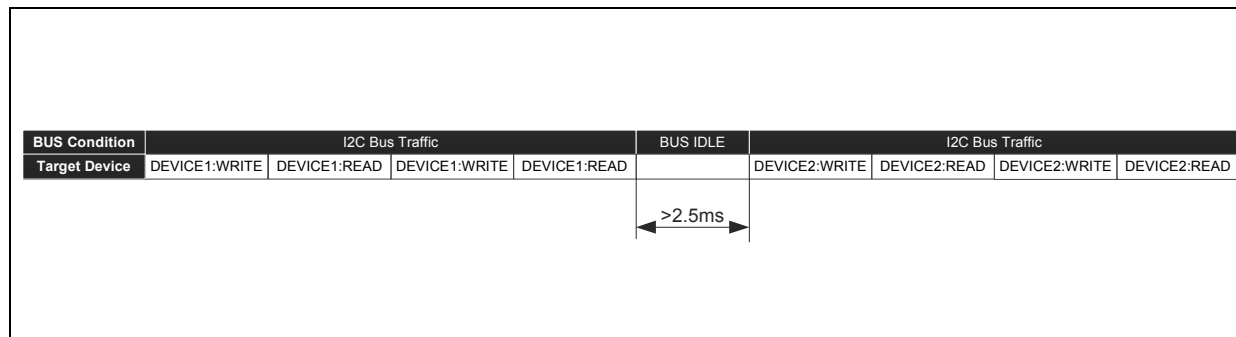 BUS Condition I2C Bus Traffic BUS IDLE I2C Bus Traffic
Target Device DEVICE1:WRITE DEVICE1:READ DEVICE1:WRITE DEVICE1:READ DEVICE2:WRITE DEVICE2:READ DEVICE2:WRITE DEVICE2:READ
>2.5ms